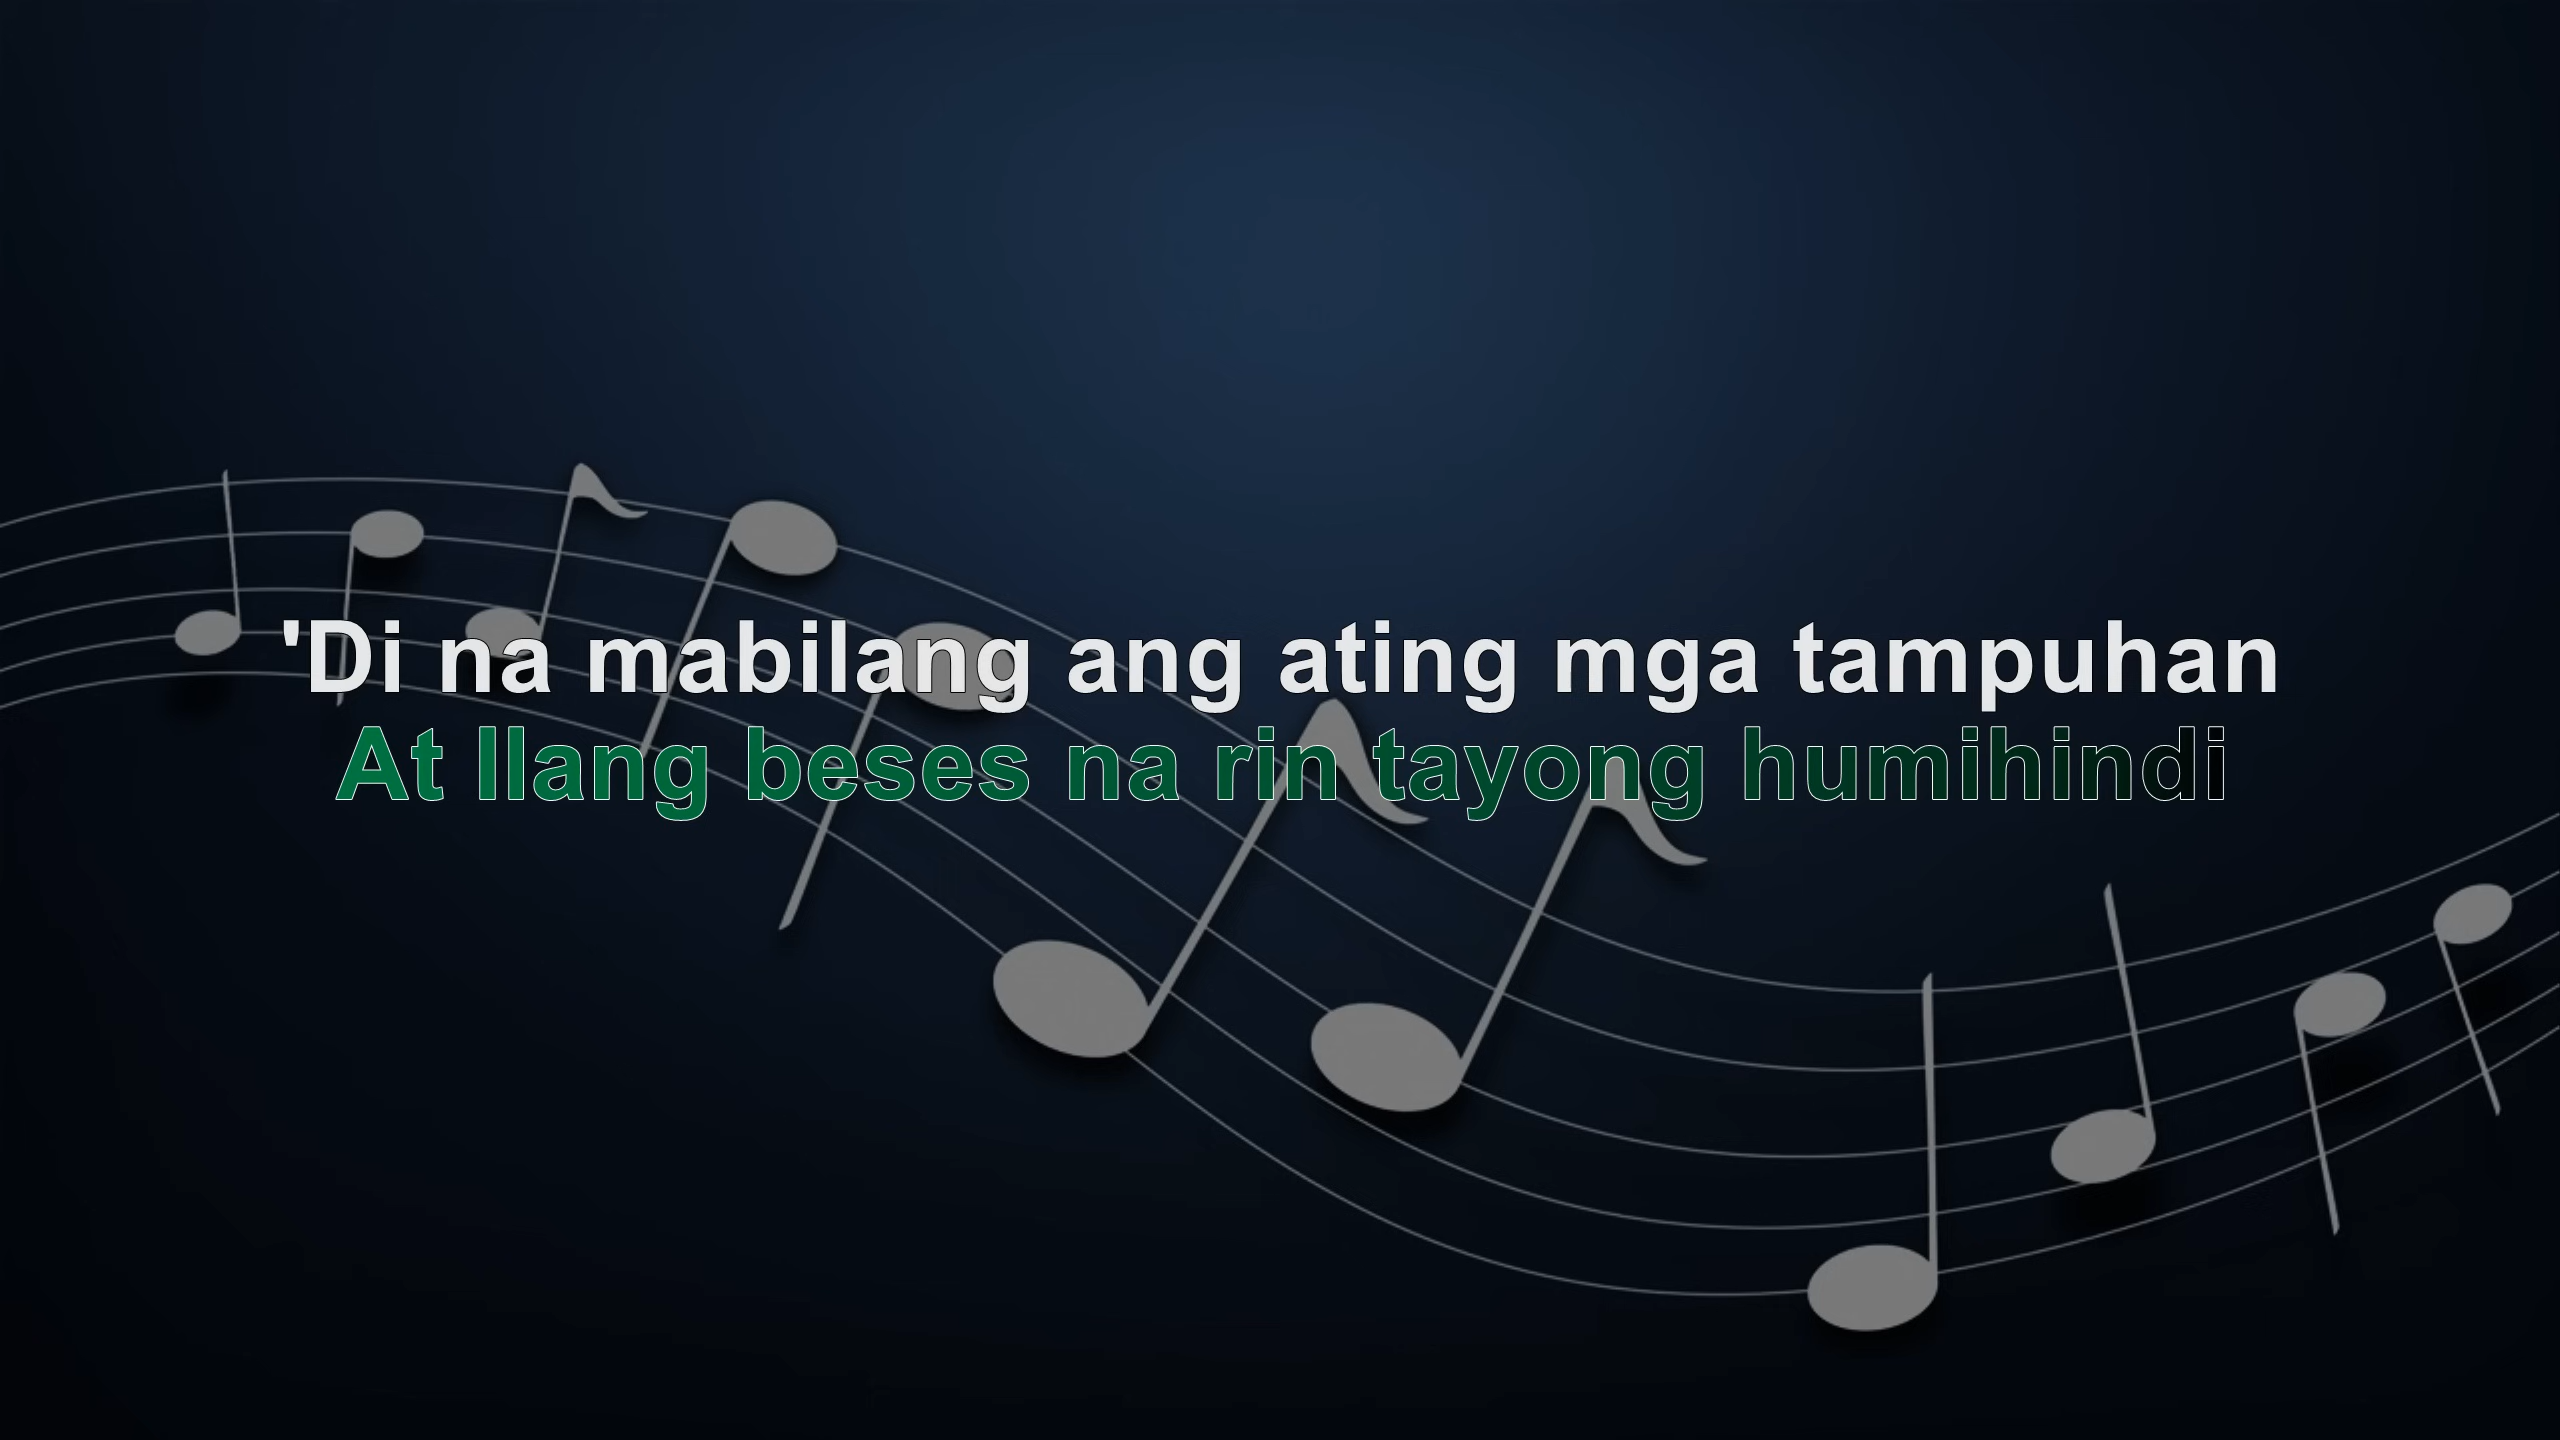 'Di na mabilang ang ating mga tampuhan
At Ilang beses na rin tayong humihindi